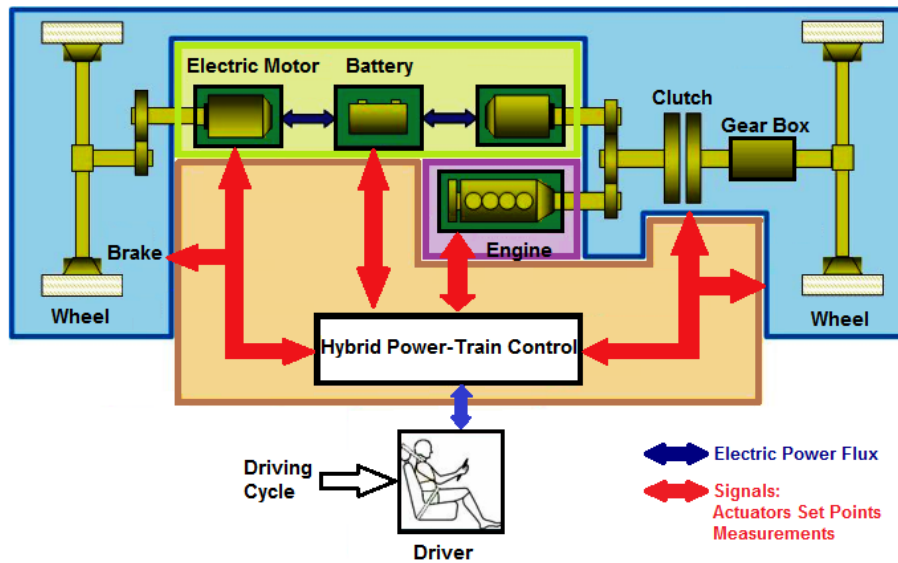 Electric Motor
Battery
Clutch
Gear Box
Brake
Engine
Wheel
Wheel
Hybrid Power-Train Control
Driving
Cycle
Driver
Electric Power Flux
Signals:
Actuators Set Points
Measurements